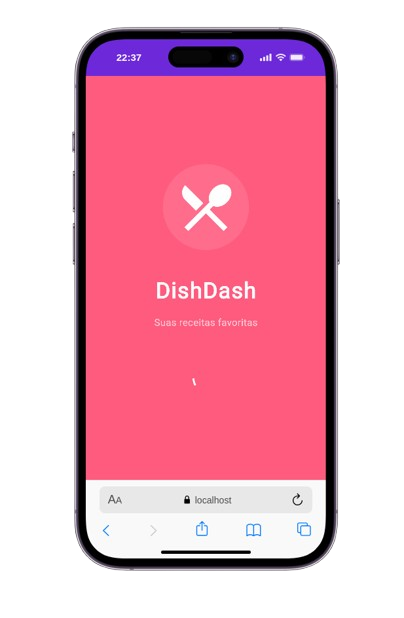 22:37
DishDash
Suas receitas favoritas
AA
localhost